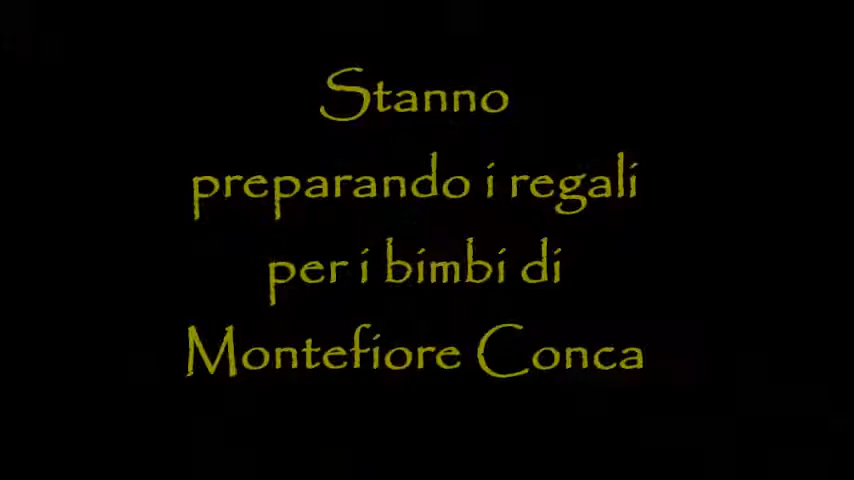 Stanno
preparando i regali
per i bimbi di
Montefiore Conca